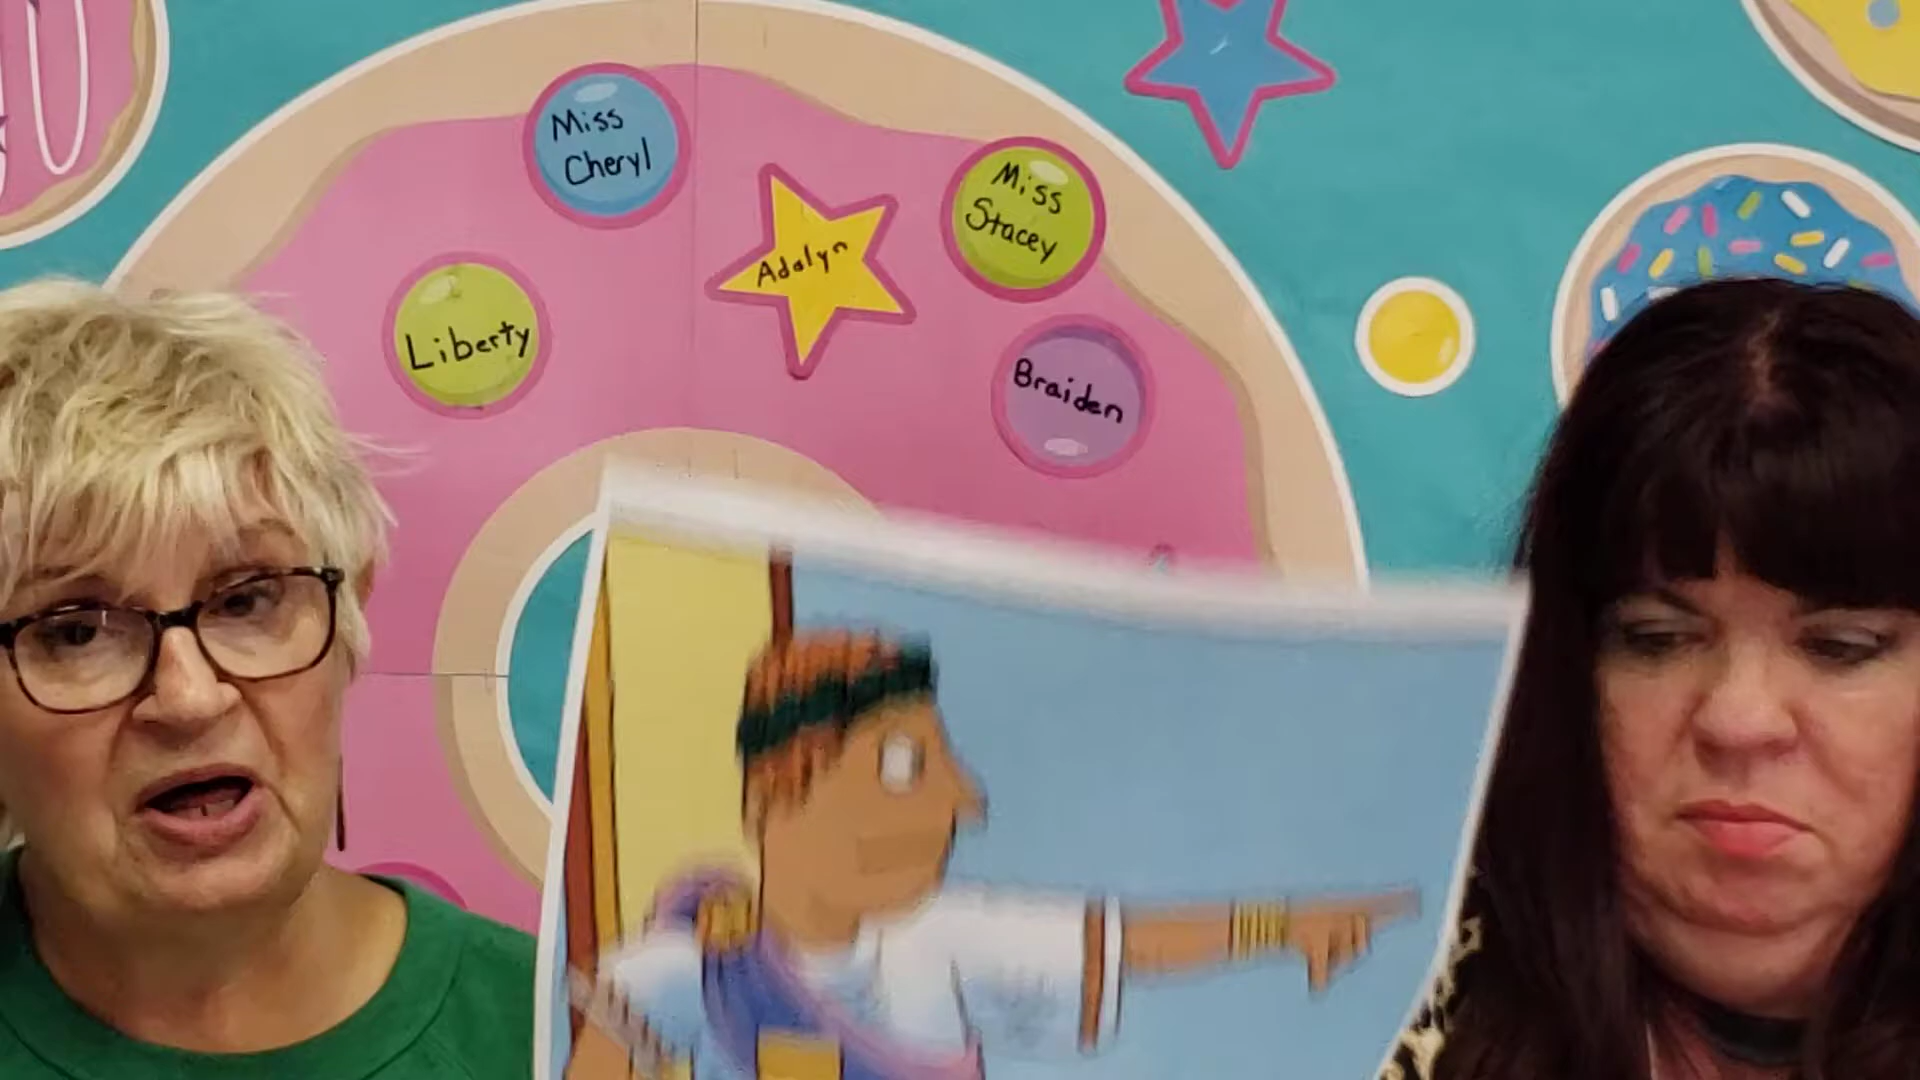 Miss
Cheryl
Miss
Stacey
Adalyn
Liberty
Braiden